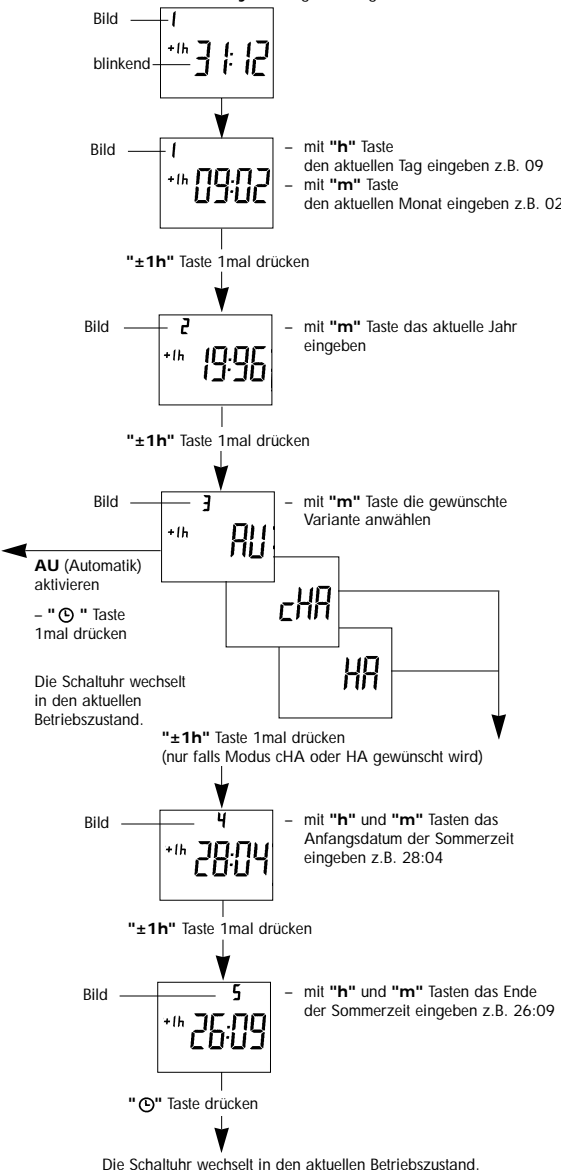 Bild
1
+1h
blinkend
31:12
Bild
1
+1h
09:02
– mit "h" Taste
den aktuellen Tag eingeben z.B. 09
– mit "m" Taste
den aktuellen Monat eingeben z.B. 02
"±1h" Taste 1mal drücken
Bild
2
+1h
19:96
– mit "m" Taste das aktuelle Jahr
eingeben
"±1h" Taste 1mal drücken
Bild
3
+1h
AU:
– mit "m" Taste die gewünschte
Variante anwählen
cHA
HA
AU (Automatik)
aktivieren
– " " Taste
1mal drücken
Die Schaltuhr wechselt
in den aktuellen
Betriebszustand.
"±1h" Taste 1mal drücken
(nur falls Modus cHA oder HA gewünscht wird)
Bild
4
+1h
28:04
– mit "h" und "m" Tasten das
Anfangsdatum der Sommerzeit
eingeben z.B. 28:04
"±1h" Taste 1mal drücken
Bild
5
+1h
26:09
– mit "h" und "m" Tasten das Ende
der Sommerzeit eingeben z.B. 26:09
" " Taste drücken
Die Schaltuhr wechselt in den aktuellen Betriebszustand.